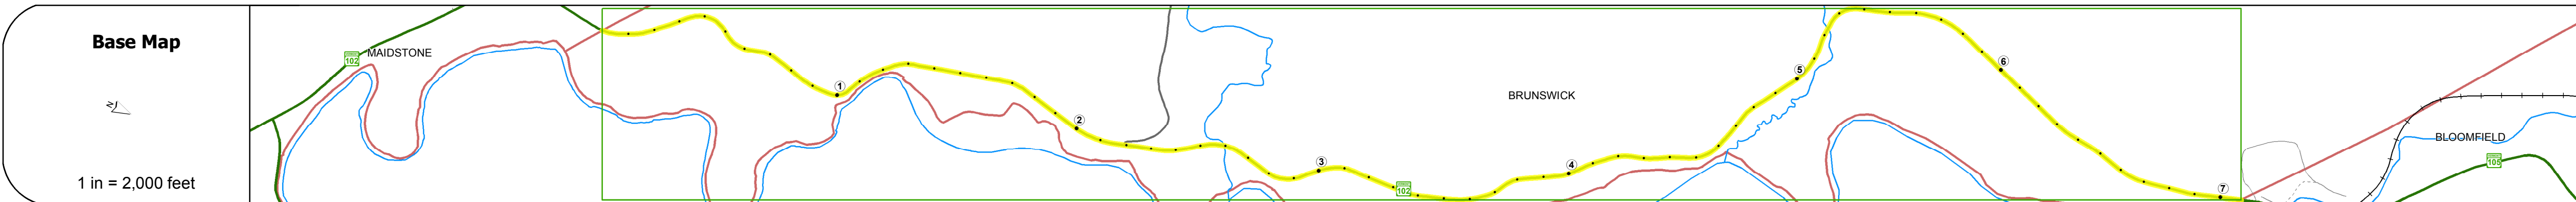 Base Map
N
1 in = 2,000 feet
102
MAIDSTONE
1
2
3
102
4
BRUNSWICK
5
6
7
BLOOMFIELD
105